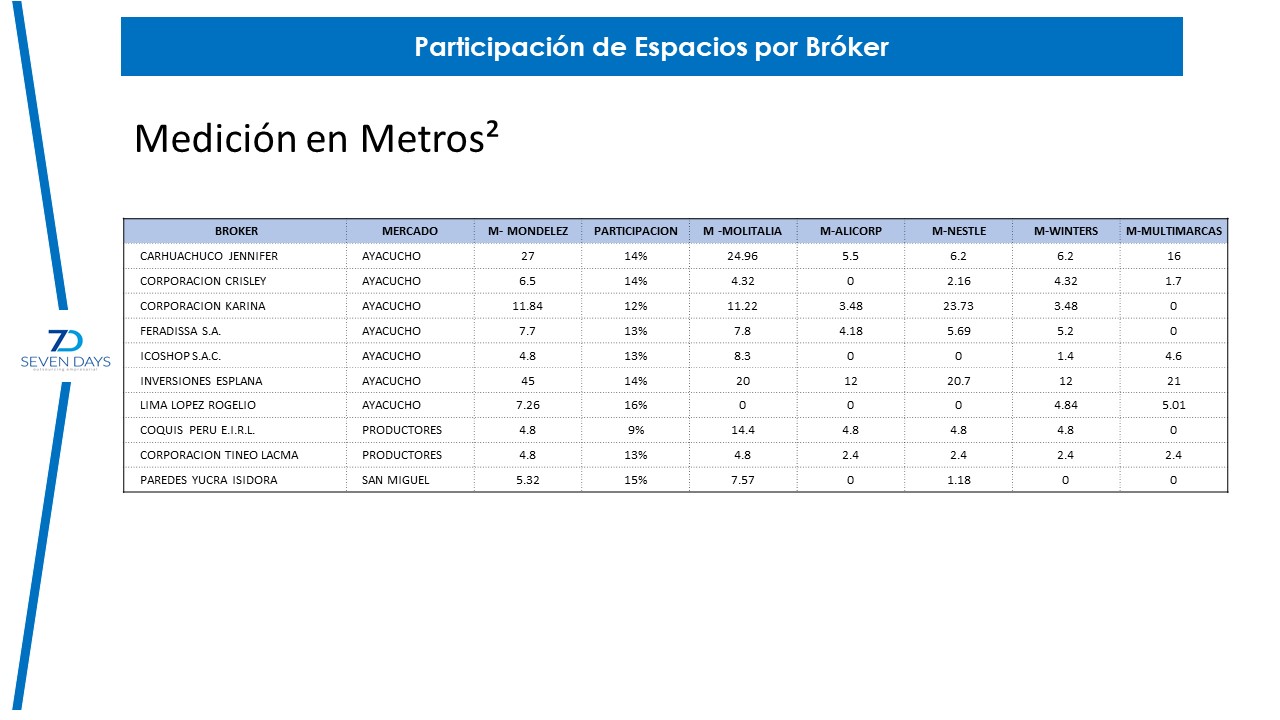 Participación de Espacios por Bróker
Medición en Metros²
BROKER MERCADO M- MONDELEZ PARTICIPACION M -MOLITALIA M-ALICORP M-NESTLE M-WINTERS M-MULTIMARCAS
CARHUACHUCO JENNIFER AYACUCHO 27 14% 24.96 5.5 6.2 6.2 16
CORPORACION CRISLEY AYACUCHO 6.5 14% 4.32 0 2.16 4.32 1.7
CORPORACION KARINA AYACUCHO 11.84 12% 11.22 3.48 23.73 3.48 0
FERADISSA S.A. AYACUCHO 7.7 13% 7.8 4.18 5.69 5.2 0
ICOSHOP S.A.C. AYACUCHO 4.8 13% 8.3 0 0 1.4 4.6
INVERSIONES ESPLANA AYACUCHO 45 14% 20 12 20.7 12 21
LIMA LOPEZ ROGELIO AYACUCHO 7.26 16% 0 0 0 4.84 5.01
COQUIS PERU E.I.R.L. PRODUCTORES 4.8 9% 14.4 4.8 4.8 4.8 0
CORPORACION TINEO LACMA PRODUCTORES 4.8 13% 4.8 2.4 2.4 2.4 2.4
PAREDES YUCRA ISIDORA SAN MIGUEL 5.32 15% 7.57 0 1.18 0 0
7D
SEVEN DAYS
outsourcing empresarial